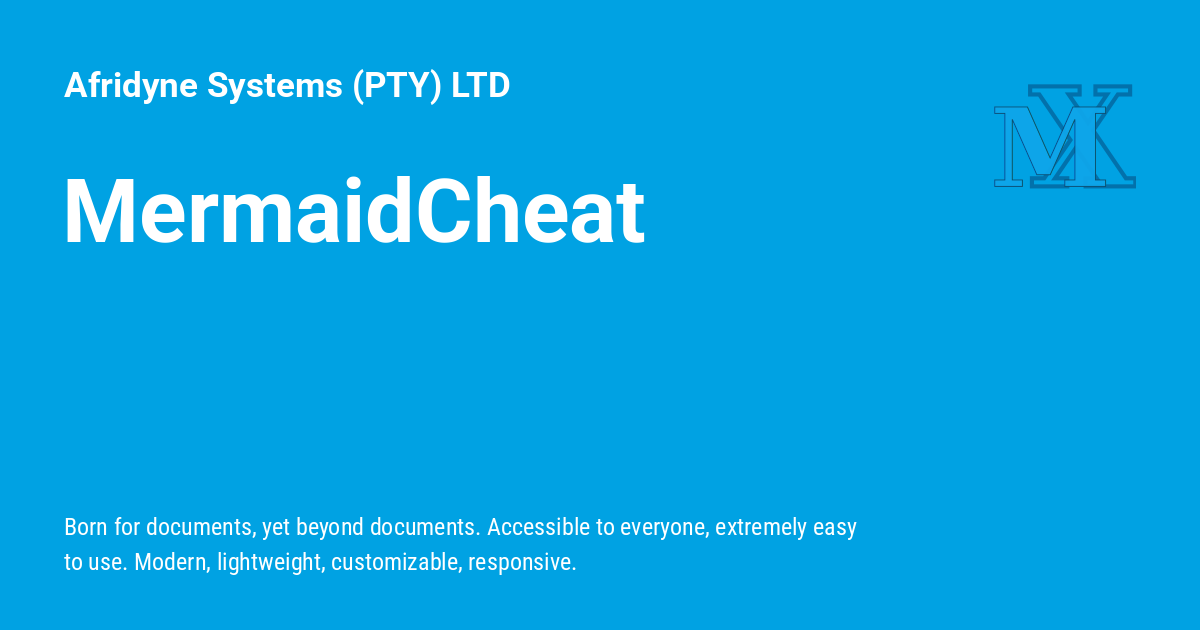 Afridyne Systems (PTY) LTD
MX
MermaidCheat
Born for documents, yet beyond documents. Accessible to everyone, extremely easy
to use. Modern, lightweight, customizable, responsive.